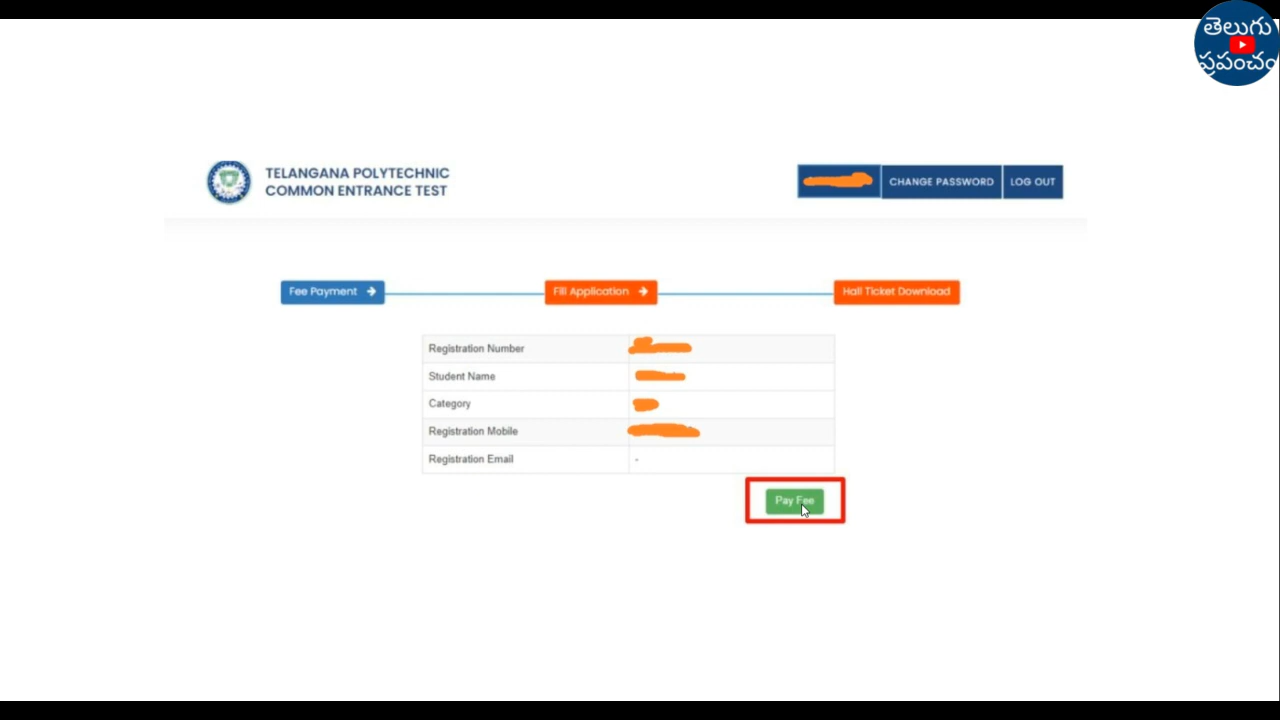 తెలుగు
ప్రపంచం
TELANGANA POLYTECHNIC
COMMON ENTRANCE TEST
CHANGE PASSWORD
LOG OUT
Fee Payment
Fill Application
Hall Ticket Download
Registration Number
Student Name
Category
Registration Mobile
Registration Email -
Pay Fee